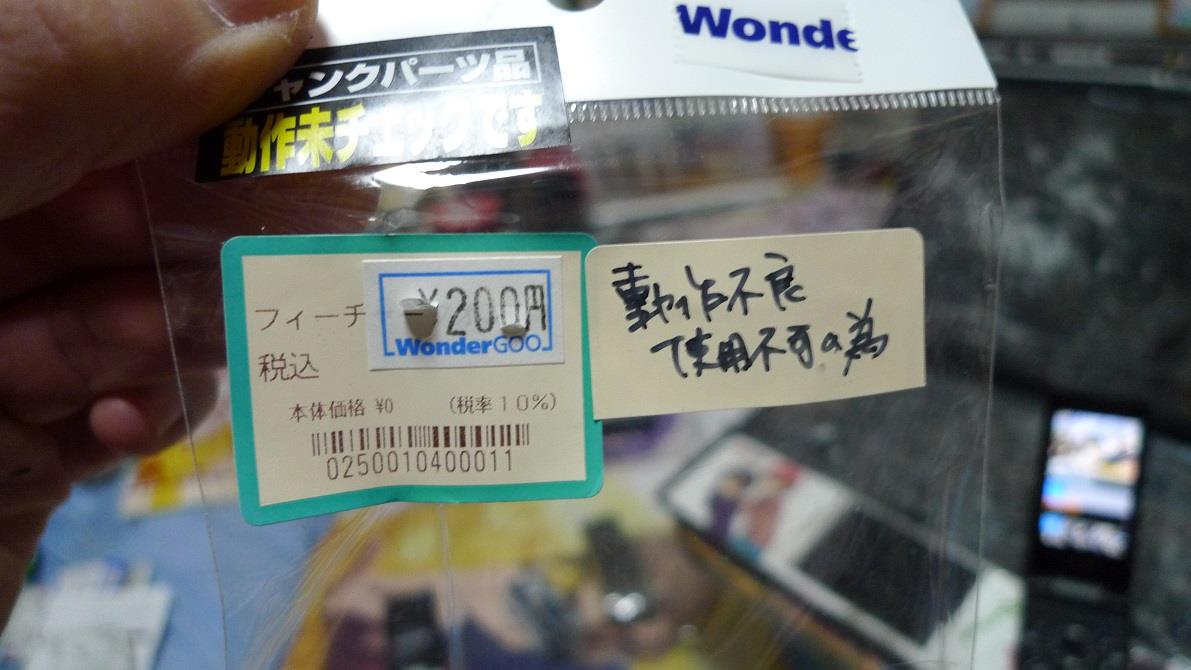 Wonde
ャンクパーツ品
動作未チェックです
¥200円
WonderGOO
フィーチ
税込
本体価格 ¥0 (税率10%)
0250010400011
動作不良
使用不可の為